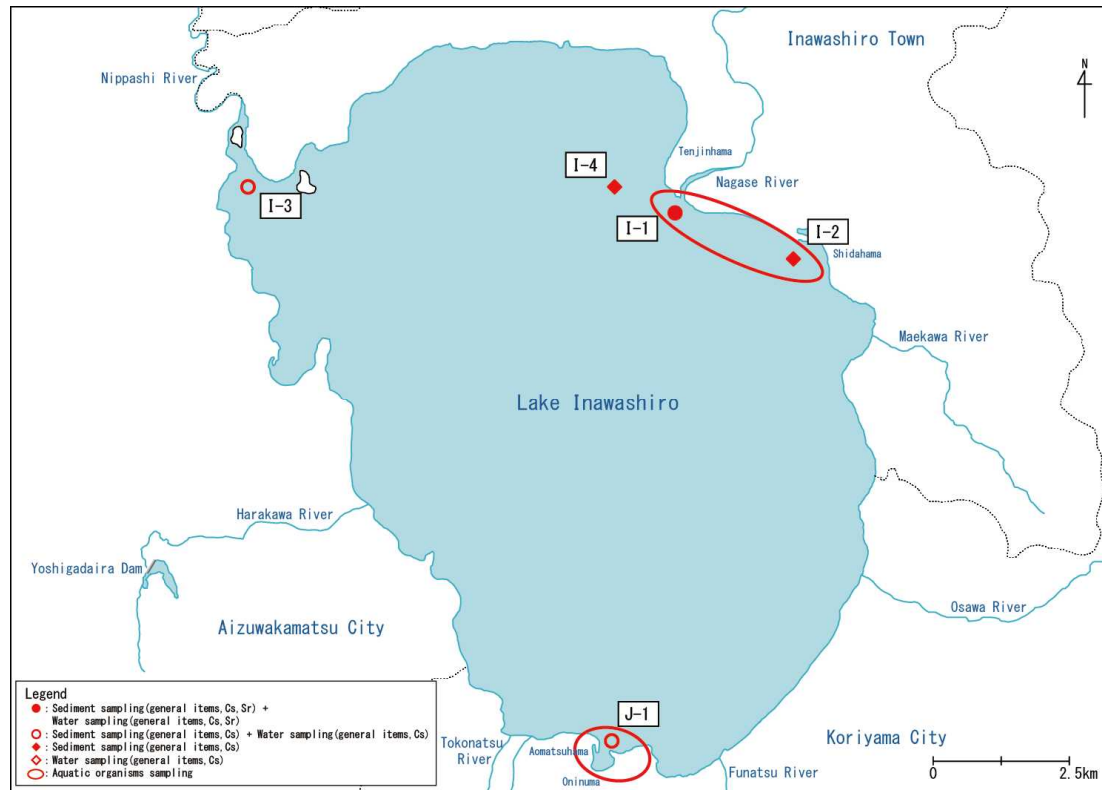 Inawashiro Town
N
Nippashi River
Tenjinhama
I-4
Nagase River
I-3
I-1
I-2
Shidahama
Maekawa River
Lake Inawashiro
Harakawa River
Yoshigadaira Dam
Osawa River
Aizuwakamatsu City
Legend
: Sediment sampling(general items,Cs,Sr) +
Water sampling(general items,Cs,Sr)
: Sediment sampling(general items,Cs) + Water sampling(general items,Cs)
: Sediment sampling(general items,Cs)
: Water sampling(general items,Cs)
: Aquatic organisms sampling
J-1
Tokonatsu
River
Aomatsuhama
Oninuma
Funatsu River
Koriyama City
0 2.5km